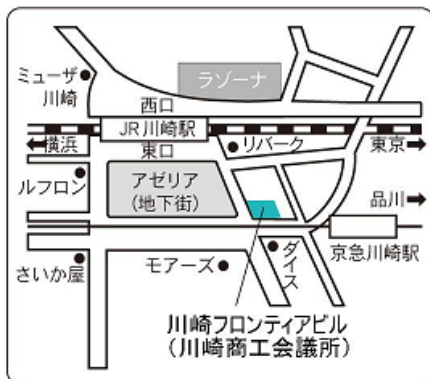 ミューザ
川崎
ラゾーナ
西口
JR川崎駅
横浜
東口
リバーク
東京
ルフロン
アゼリア
(地下街)
品川
さいか屋
モアーズ
ダイス
京急川崎駅
川崎フロンティアビル
(川崎商工会議所)